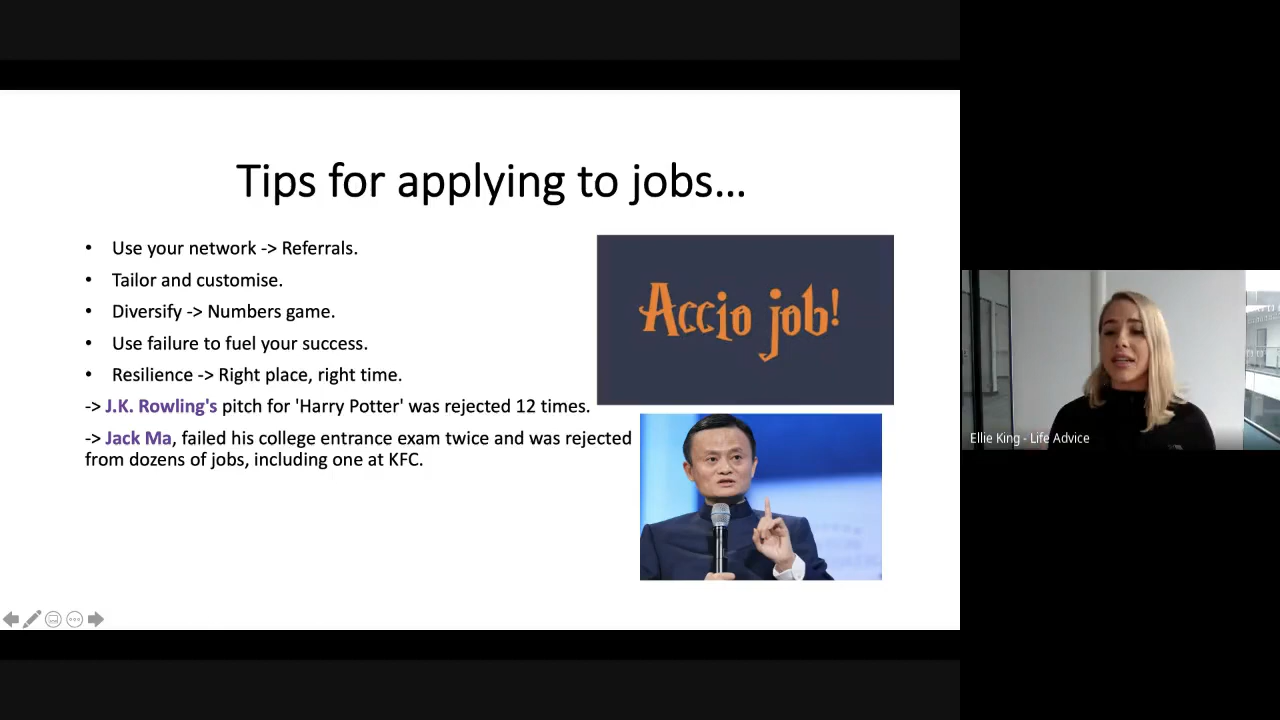 Tips for applying to jobs...
• Use your network -> Referrals.
• Tailor and customise.
• Diversify -> Numbers game.
• Use failure to fuel your success.
• Resilience -> Right place, right time.
-> J.K. Rowling's pitch for 'Harry Potter' was rejected 12 times.
-> Jack Ma, failed his college entrance exam twice and was rejected
from dozens of jobs, including one at KFC.
Accio job!
Ellie King - Life Advice